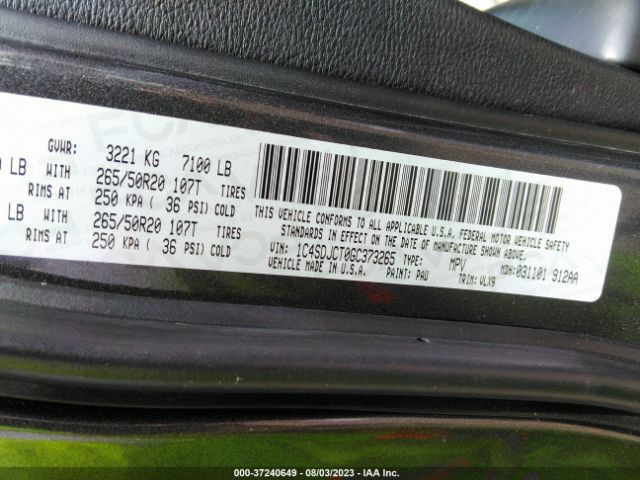 GVWR: 3221 KG 7100 LB
LB WITH 265/50R20 107T TIRES
RIMS AT 250 KPA ( 36 PSI) COLD
LB WITH 265/50R20 107T TIRES
RIMS AT 250 KPA ( 36 PSI) COLD
THIS VEHICLE CONFORMS TO ALL APPLICABLE U.S.A. FEDERAL MOTOR VEHICLE SAFETY
STANDARDS IN EFFECT ON THE DATE OF MANUFACTURE SHOWN ABOVE.
VIN: 1C4SDJCT0GC373265 TYPE: MPV MDH: 031101 912AA
MADE IN U.S.A. PAINT: PAU TRIM: VLX9
000-37240649 - 08/03/2023 - IAA Inc.